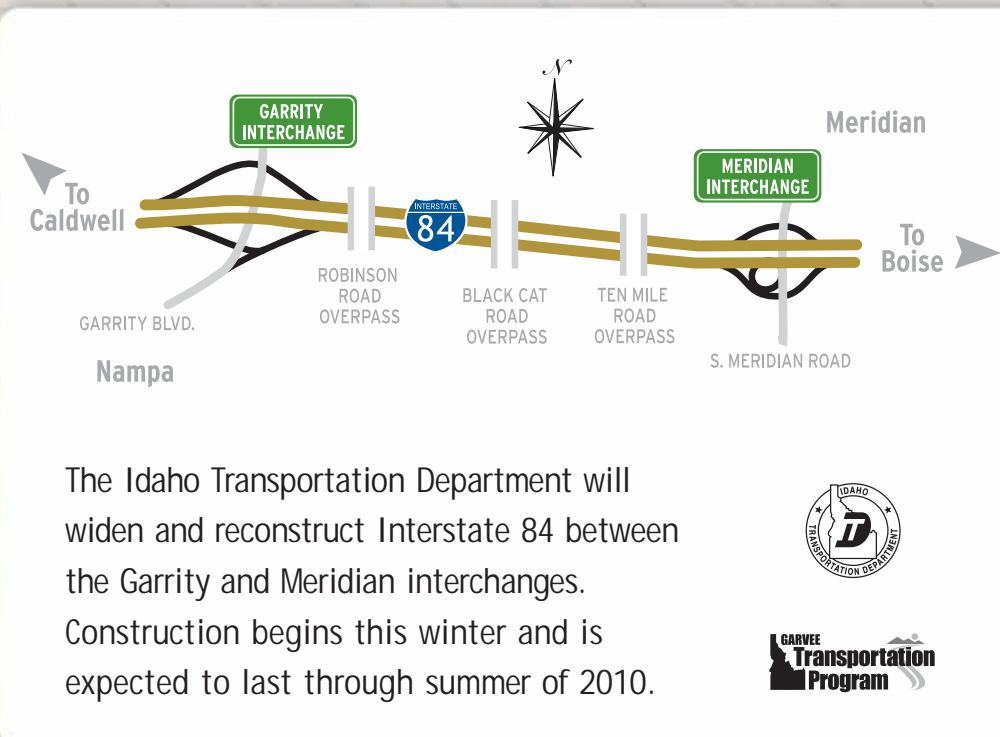 N
GARRITY
INTERCHANGE
Meridian
MERIDIAN
INTERCHANGE
To
Caldwell
INTERSTATE
84
To
Boise
ROBINSON
ROAD
OVERPASS
BLACK CAT
ROAD
OVERPASS
TEN MILE
ROAD
OVERPASS
GARRITY BLVD.
S. MERIDIAN ROAD
Nampa
The Idaho Transportation Department will
widen and reconstruct Interstate 84 between
the Garrity and Meridian interchanges.
Construction begins this winter and is
expected to last through summer of 2010.
IDAHO
TRANSPORTATION DEPARTMENT
ITD
GARVEE
Transportation
Program